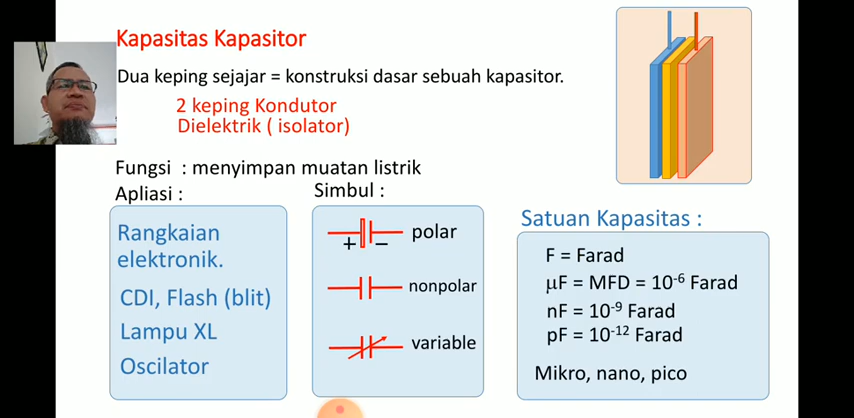 Kapasitas Kapasitor
Dua keping sejajar = konstruksi dasar sebuah kapasitor.
2 keping Kondutor
Dielektrik ( isolator)
Fungsi : menyimpan muatan listrik
Apliasi :
Rangkaian
elektronik.
CDI, Flash (blit)
Lampu XL
Oscilator
Simbul :
+ − polar
nonpolar
variable
Satuan Kapasitas :
F = Farad
μF = MFD = 10⁻⁶ Farad
nF = 10⁻⁹ Farad
pF = 10⁻¹² Farad
Mikro, nano, pico